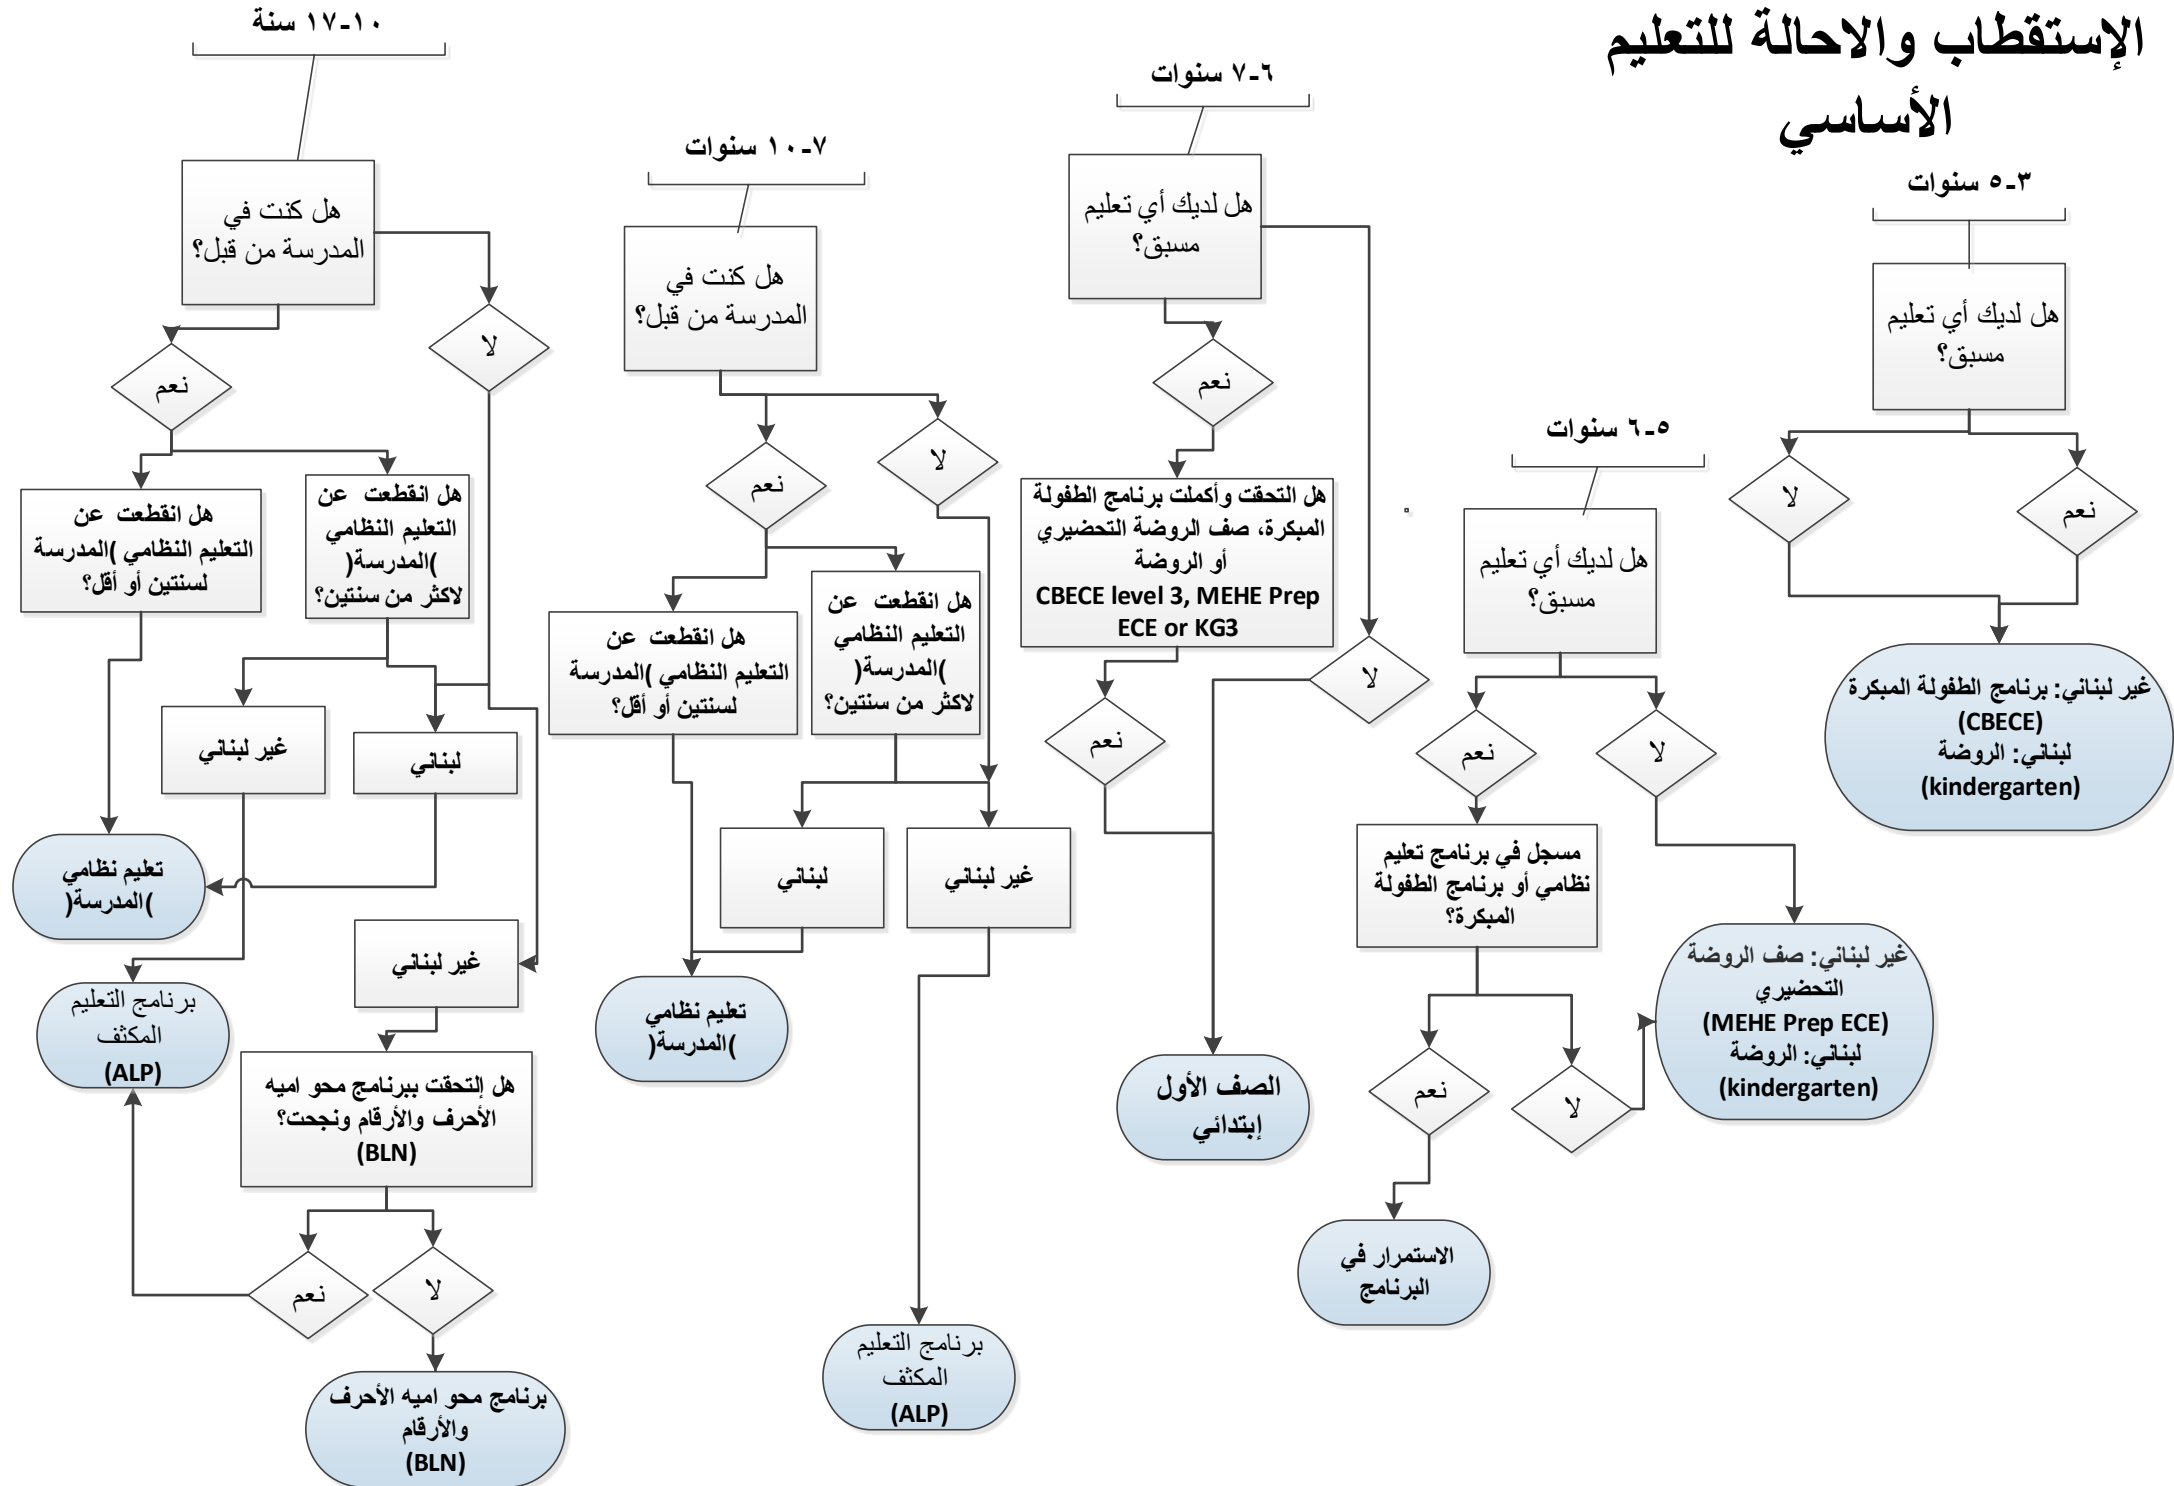 الإستقطاب والاحالة للتعليم
الأساسي
٣-٥ سنوات
هل لديك أي تعليم
مسبق؟
نعم
لا
غير لبناني: برنامج الطفولة المبكرة
(CBECE)
لبناني: الروضة
(kindergarten)
٥-٦ سنوات
هل لديك أي تعليم
مسبق؟
نعم
لا
مسجل في برنامج تعليم
نظامي أو برنامج الطفولة
المبكرة؟
نعم
لا
غير لبناني: صف الروضة
التحضيري
(MEHE Prep ECE)
لبناني: الروضة
(kindergarten)
الاستمرار في
البرنامج
٦-٧ سنوات
هل لديك أي تعليم
مسبق؟
نعم
لا
هل التحقت وأكملت برنامج الطفولة
المبكرة، صف الروضة التحضيري
أو الروضة
CBECE level 3, MEHE Prep
ECE or KG3
نعم
الصف الأول
إبتدائي
٧-١٠ سنوات
هل كنت في
المدرسة من قبل؟
نعم
لا
هل انقطعت عن
التعليم النظامي )المدرسة(
لاكثر من سنتين؟
هل انقطعت عن
التعليم النظامي )المدرسة
لسنتين أو أقل؟
غير لبناني
لبناني
تعليم نظامي
)المدرسة(
برنامج التعليم
المكثف
(ALP)
١٠-١٧ سنة
هل كنت في
المدرسة من قبل؟
لا
نعم
هل انقطعت عن
التعليم النظامي
)المدرسة(
لاكثر من سنتين؟
هل انقطعت عن
التعليم النظامي )المدرسة
لسنتين أو أقل؟
لبناني
غير لبناني
تعليم نظامي
)المدرسة(
غير لبناني
برنامج التعليم
المكثف
(ALP)
هل إلتحقت ببرنامج محو اميه
الأحرف والأرقام ونجحت؟
(BLN)
لا
نعم
برنامج محو اميه الأحرف
والأرقام
(BLN)